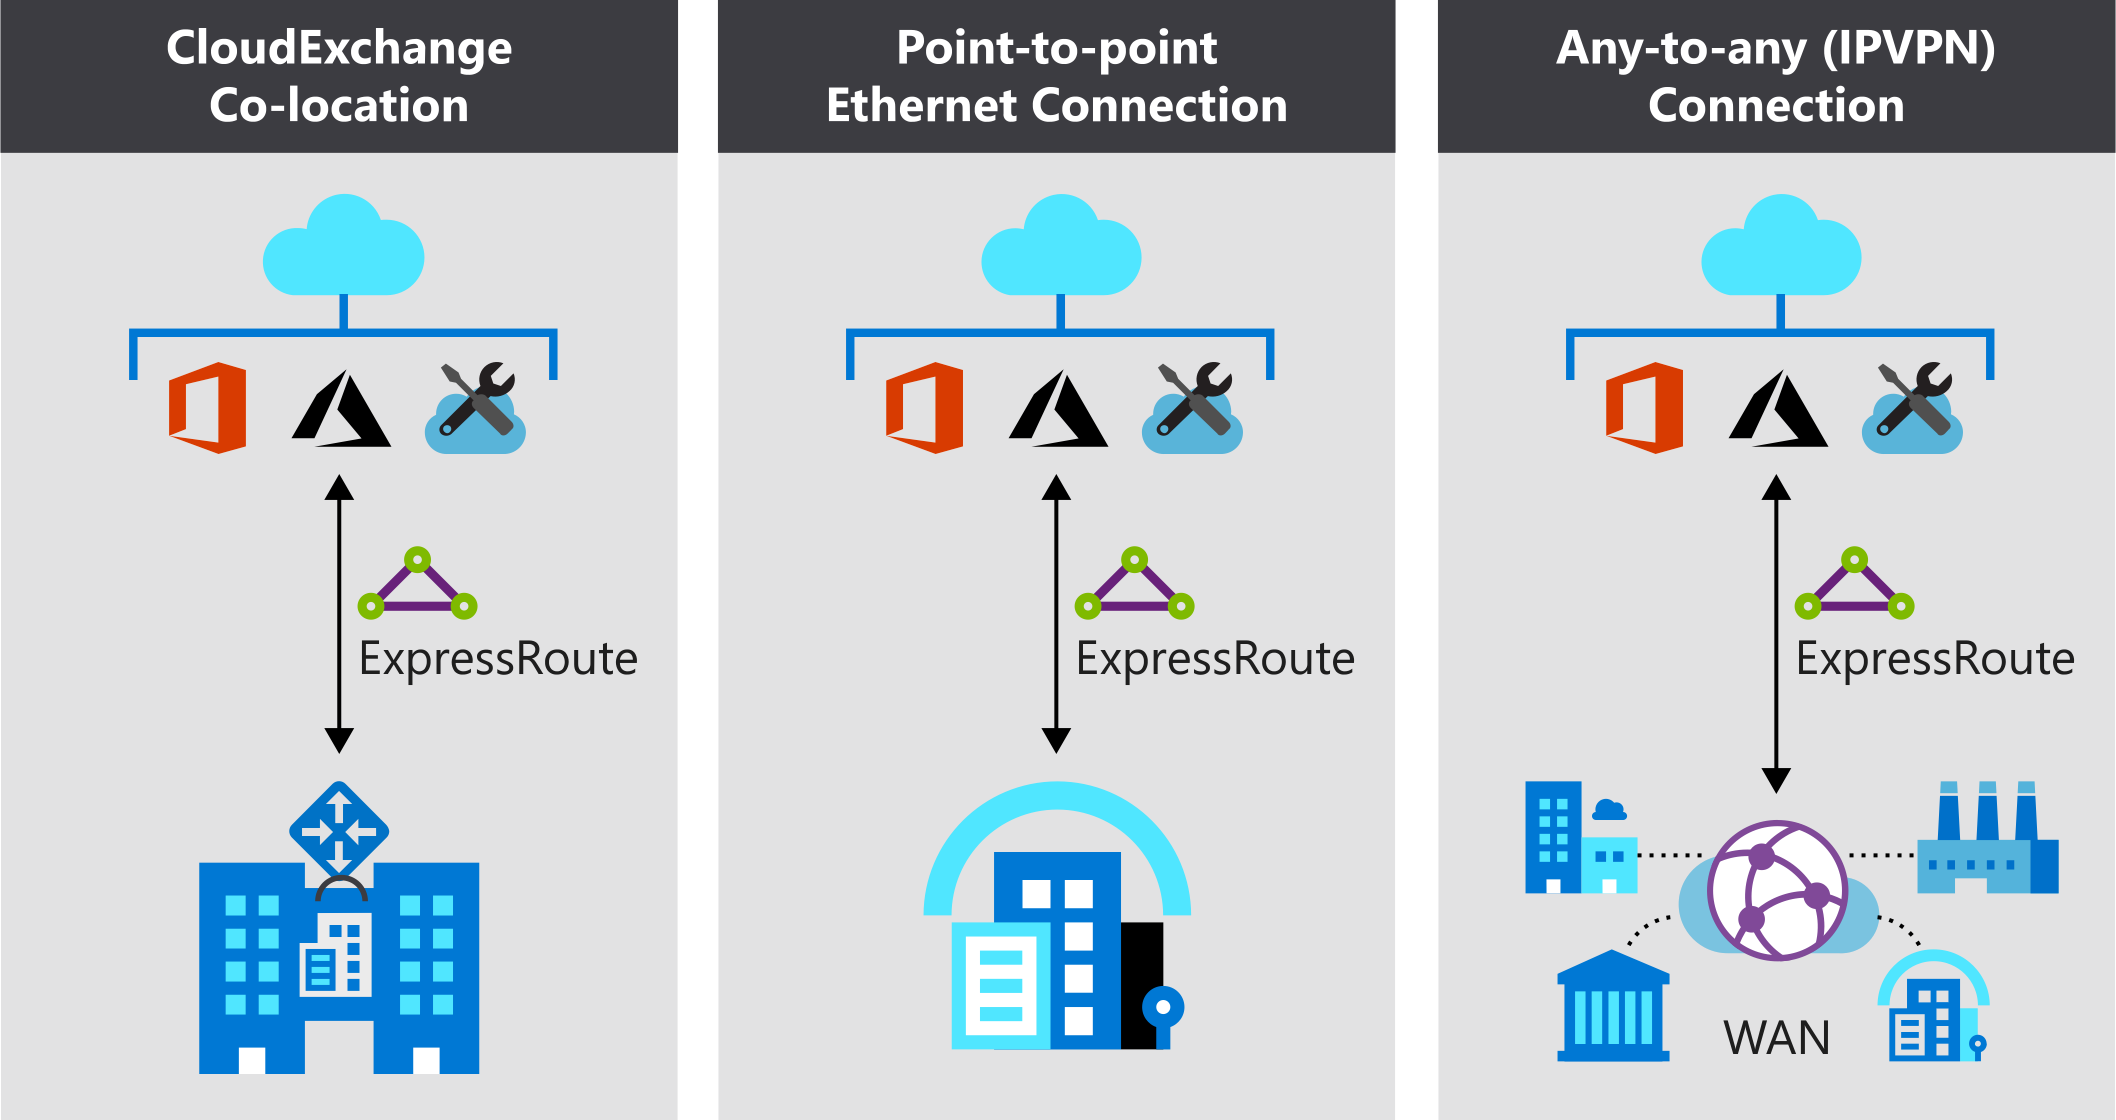 CloudExchange
Co-location
Point-to-point
Ethernet Connection
Any-to-any (IPVPN)
Connection
ExpressRoute
ExpressRoute
ExpressRoute
WAN